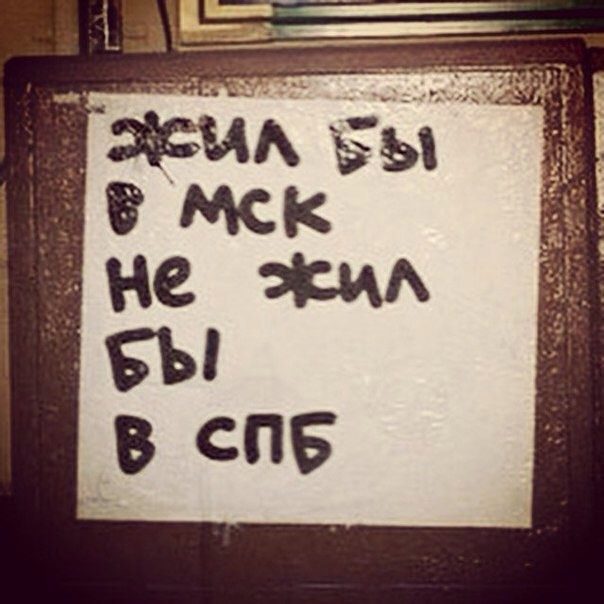 жил бы
в мск
не жил
бы
в спб